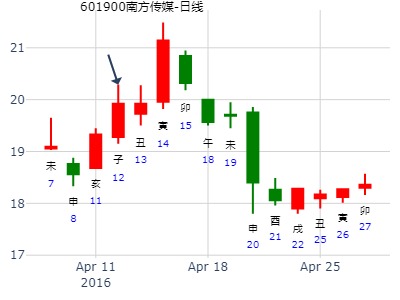 601900南方传媒-日线
21
20
19
18
17
未
7
申
8
亥
11
子
12
丑
13
寅
14
卯
15
午
18
未
19
申
20
酉
21
戌
22
丑
25
寅
26
卯
27
Apr 11
2016
Apr 18
Apr 25